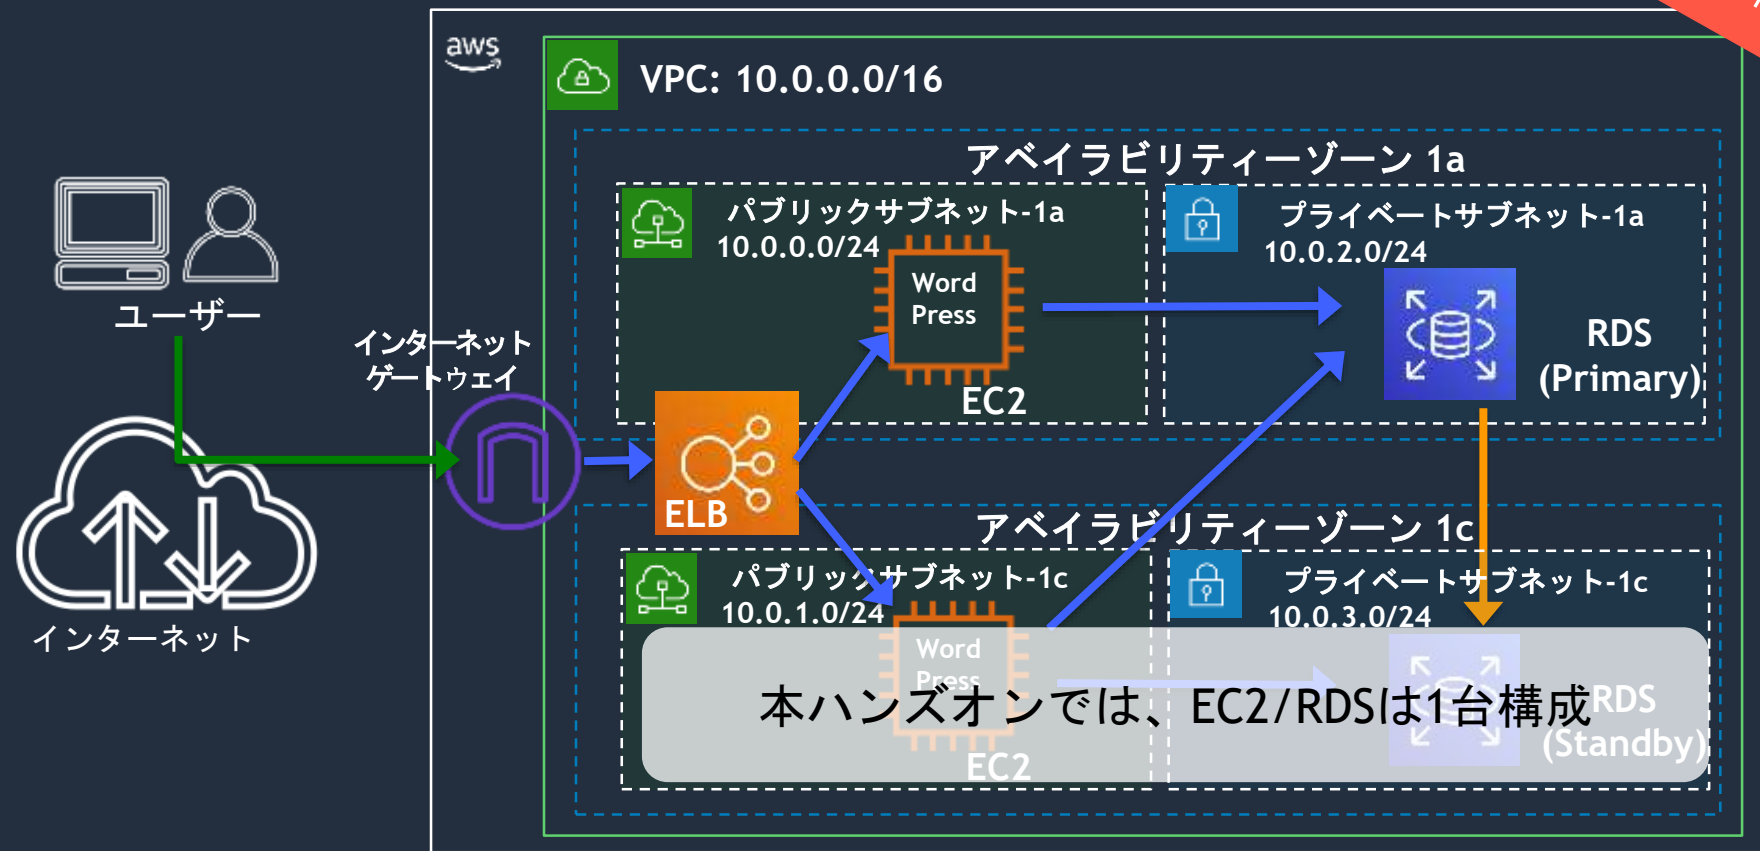 aws
VPC: 10.0.0.0/16
アベイラビリティーゾーン 1a
パブリックサブネット-1a
10.0.0.0/24
プライベートサブネット-1a
10.0.2.0/24
Word
Press
EC2
RDS
(Primary)
ユーザー
インターネット
ゲートウェイ
ELB
インターネット
アベイラビリティーゾーン 1c
パブリックサブネット-1c
10.0.1.0/24
プライベートサブネット-1c
10.0.3.0/24
Word
Press
EC2
RDS
(Standby)
本ハンズオンでは、EC2/RDSは1台構成